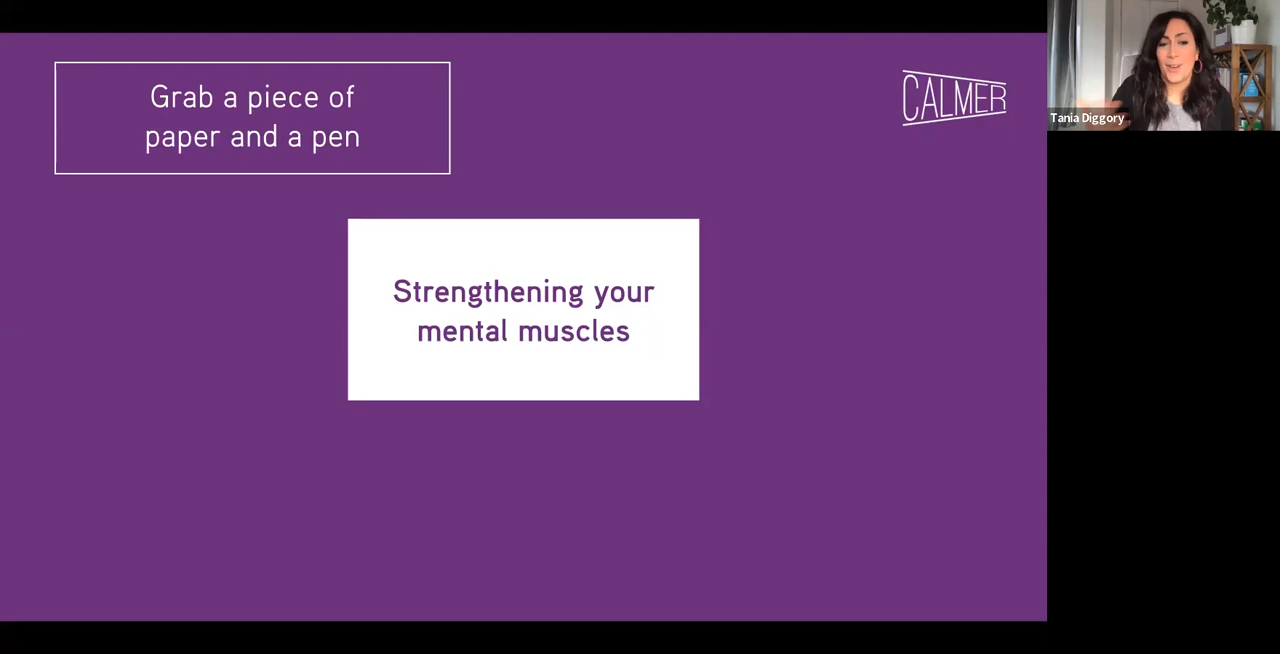 Grab a piece of
paper and a pen
CALMER
Tania Diggory
Strengthening your
mental muscles